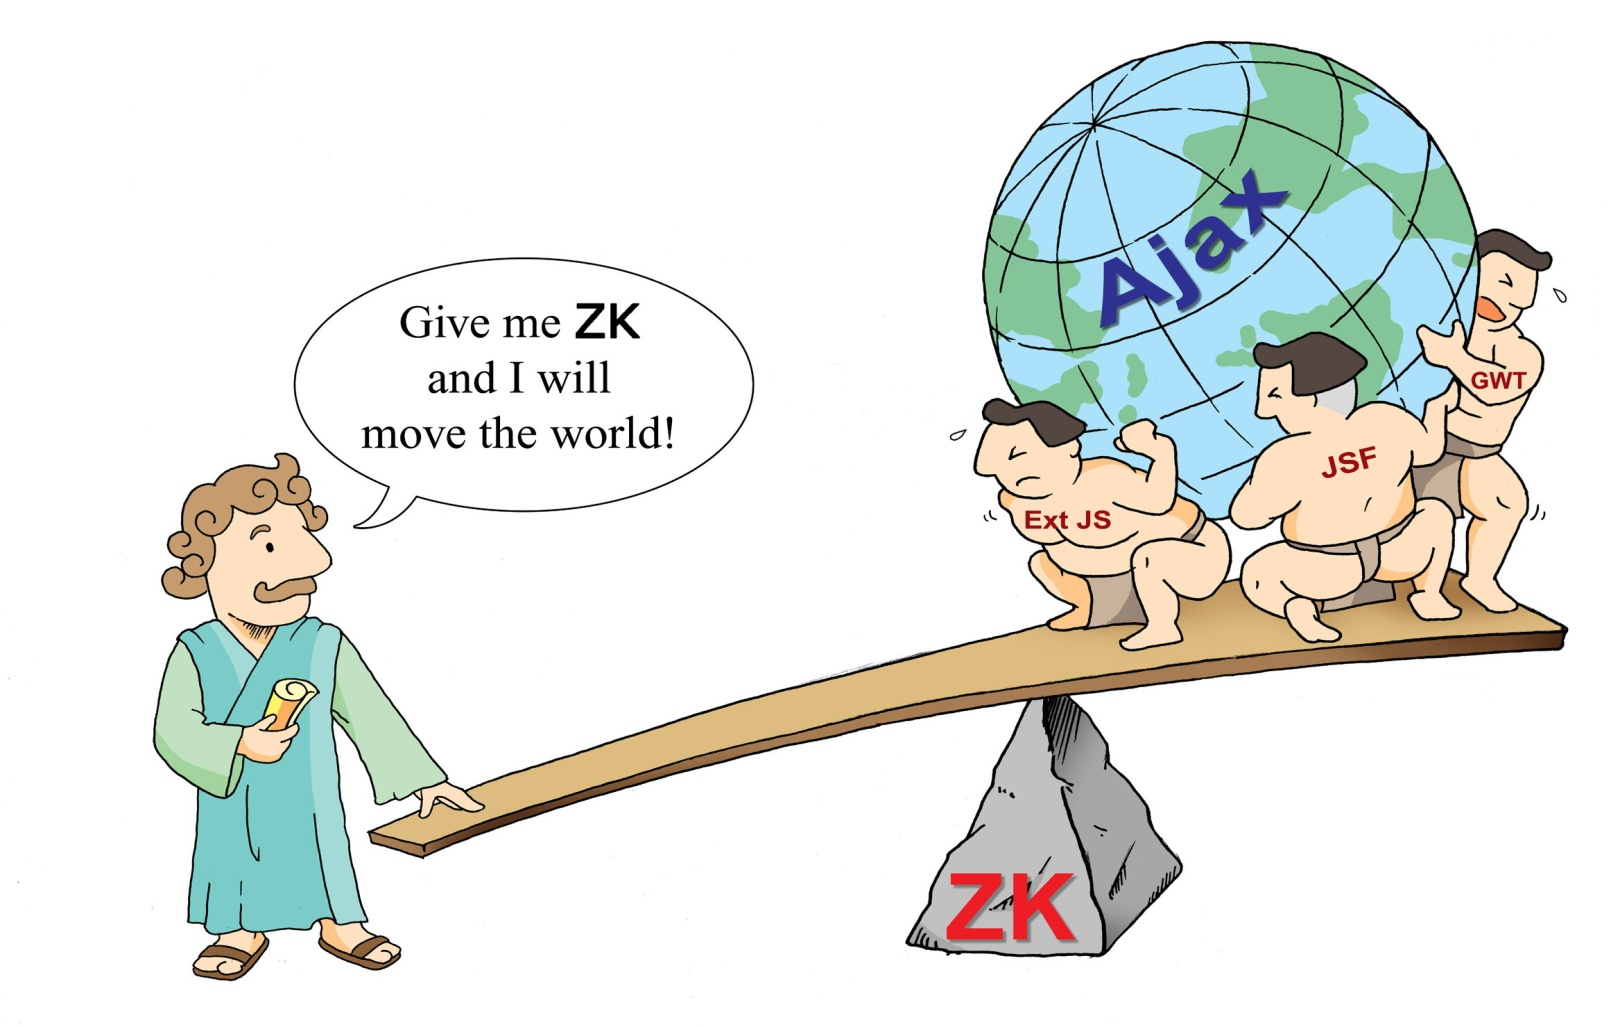 Give me ZK
and I will
move the world!
Ajax
GWT
JSF
Ext JS
ZK